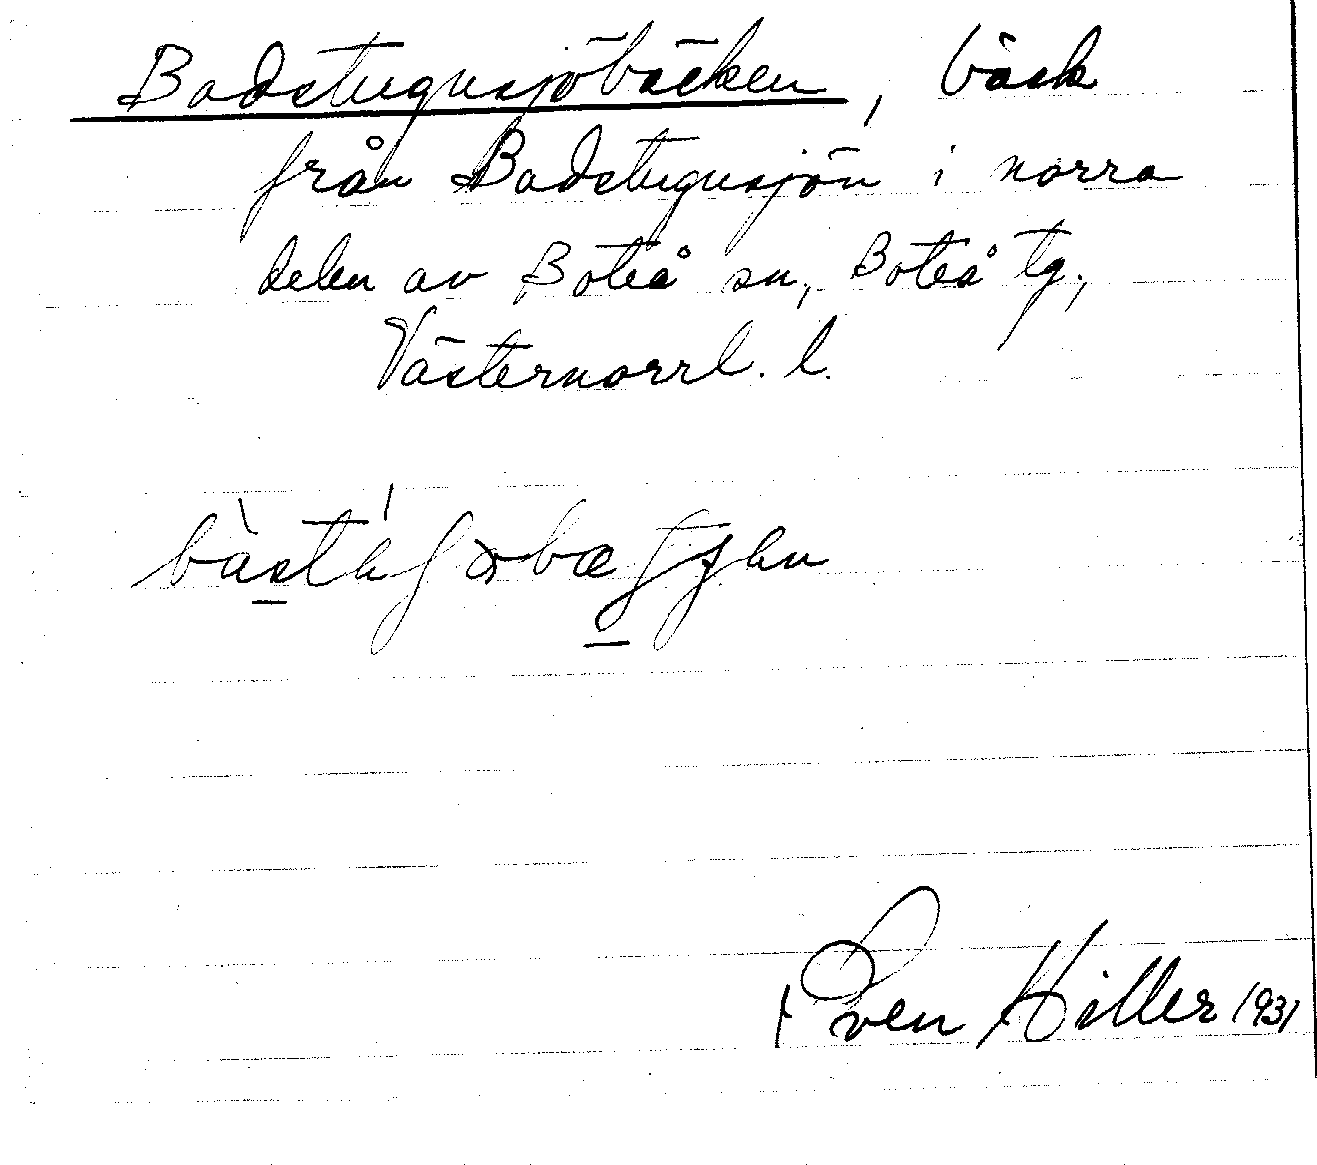 Badstugusjöbäcken, bäck
från Badstugusjön i norra
delen av Boteå sn, Boteå tg,
Västernorrl. l.
Sven Hiller 1931